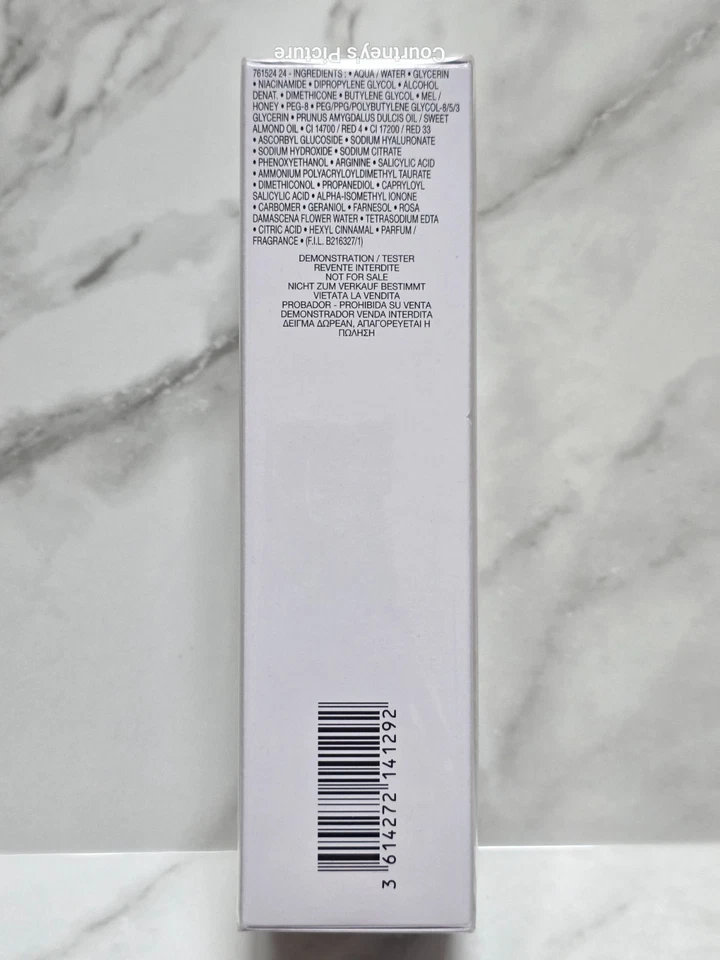 Courtney's Picture
761524 24 - INGREDIENTS : • AQUA / WATER • GLYCERIN
• NIACINAMIDE • DIPROPYLENE GLYCOL • ALCOHOL
DENAT. • DIMETHICONE • BUTYLENE GLYCOL • MEL /
HONEY • PEG-8 • PEG/PPG/POLYBUTYLENE GLYCOL-8/5/3
GLYCERIN • PRUNUS AMYGDALUS DULCIS OIL / SWEET
ALMOND OIL • CI 14700 / RED 4 • CI 17200 / RED 33
• ASCORBYL GLUCOSIDE • SODIUM HYALURONATE
• SODIUM HYDROXIDE • SODIUM CITRATE
• PHENOXYETHANOL • ARGININE • SALICYLIC ACID
• AMMONIUM POLYACRYLOYLDIMETHYL TAURATE
• DIMETHICONOL • PROPANEDIOL • CAPRYLOYL
SALICYLIC ACID • ALPHA-ISOMETHYL IONONE
• CARBOMER • GERANIOL • FARNESOL • ROSA
DAMASCENA FLOWER WATER • TETRASODIUM EDTA
• CITRIC ACID • HEXYL CINNAMAL • PARFUM /
FRAGRANCE • (F.I.L. B216327/1)
DEMONSTRATION / TESTER
REVENTE INTERDITE
NOT FOR SALE
NICHT ZUM VERKAUF BESTIMMT
VIETATA LA VENDITA
PROBADOR - PROHIBIDA SU VENTA
DEMONSTRADOR VENDA INTERDITA
ΔΕΙΓΜΑ ΔΩΡΕΑΝ, ΑΠΑΓΟΡΕΥΕΤΑΙ Η
ΠΩΛΗΣΗ
3 614272 141292